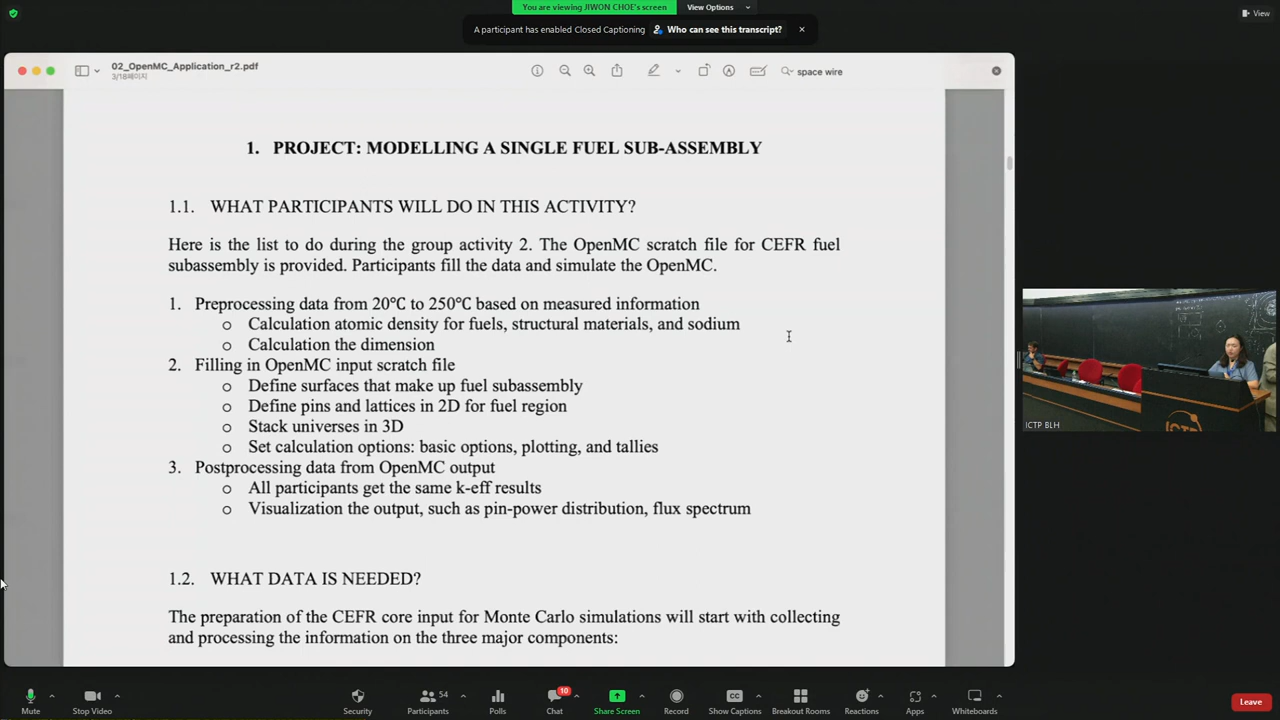 You are viewing JIWON CHOE's screen
View Options
View
A participant has enabled Closed Captioning
Who can see this transcript?
02_OpenMC_Application_r2.pdf
3/18페이지
space wire
1. PROJECT: MODELLING A SINGLE FUEL SUB-ASSEMBLY
1.1. WHAT PARTICIPANTS WILL DO IN THIS ACTIVITY?
Here is the list to do during the group activity 2. The OpenMC scratch file for CEFR fuel
subassembly is provided. Participants fill the data and simulate the OpenMC.
1. Preprocessing data from 20℃ to 250℃ based on measured information
o Calculation atomic density for fuels, structural materials, and sodium
o Calculation the dimension
2. Filling in OpenMC input scratch file
o Define surfaces that make up fuel subassembly
o Define pins and lattices in 2D for fuel region
o Stack universes in 3D
o Set calculation options: basic options, plotting, and tallies
3. Postprocessing data from OpenMC output
o All participants get the same k-eff results
o Visualization the output, such as pin-power distribution, flux spectrum
1.2. WHAT DATA IS NEEDED?
The preparation of the CEFR core input for Monte Carlo simulations will start with collecting
and processing the information on the three major components:
ICTP
ICTP BLH
Mute
Stop Video
Security
Participants
54
Polls
Chat
10
Share Screen
Record
Show Captions
Breakout Rooms
Reactions
Apps
Whiteboards
Leave